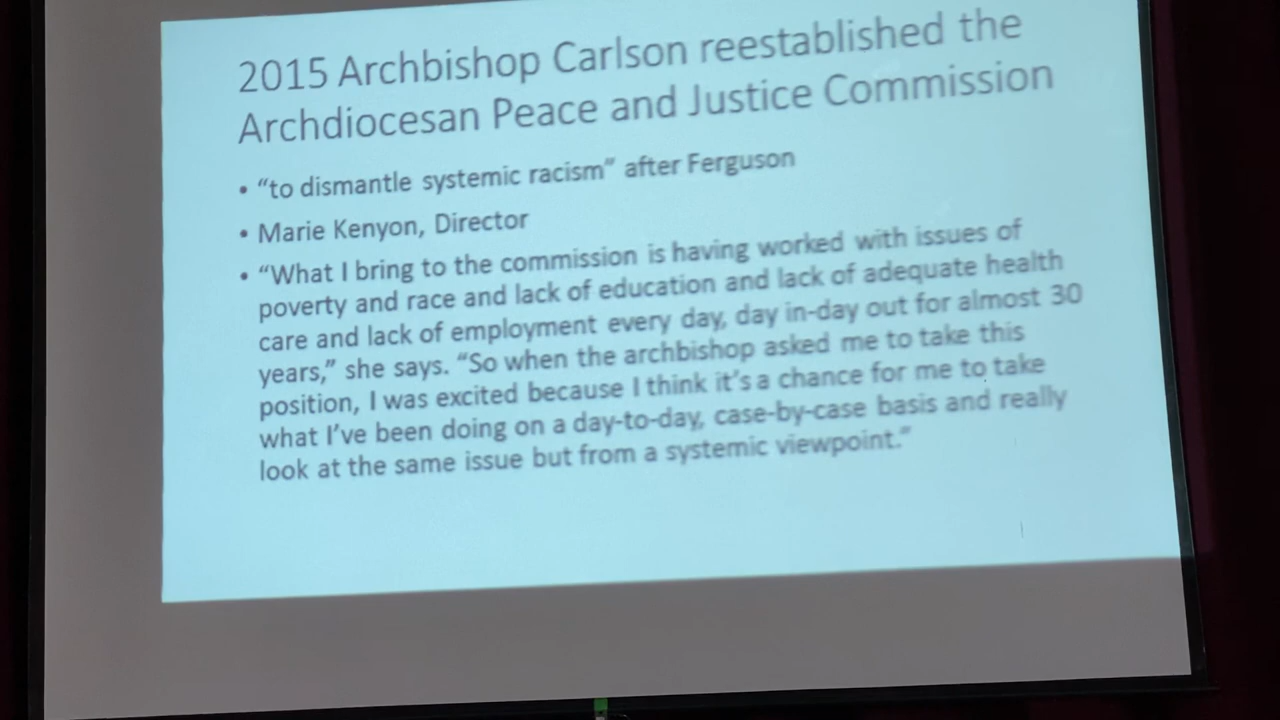 2015 Archbishop Carlson reestablished the
Archdiocesan Peace and Justice Commission
• “to dismantle systemic racism” after Ferguson
• Marie Kenyon, Director
• “What I bring to the commission is having worked with issues of
poverty and race and lack of education and lack of adequate health
care and lack of employment every day, day in-day out for almost 30
years,” she says. “So when the archbishop asked me to take this
position, I was excited because I think it’s a chance for me to take
what I’ve been doing on a day-to-day, case-by-case basis and really
look at the same issue but from a systemic viewpoint.”